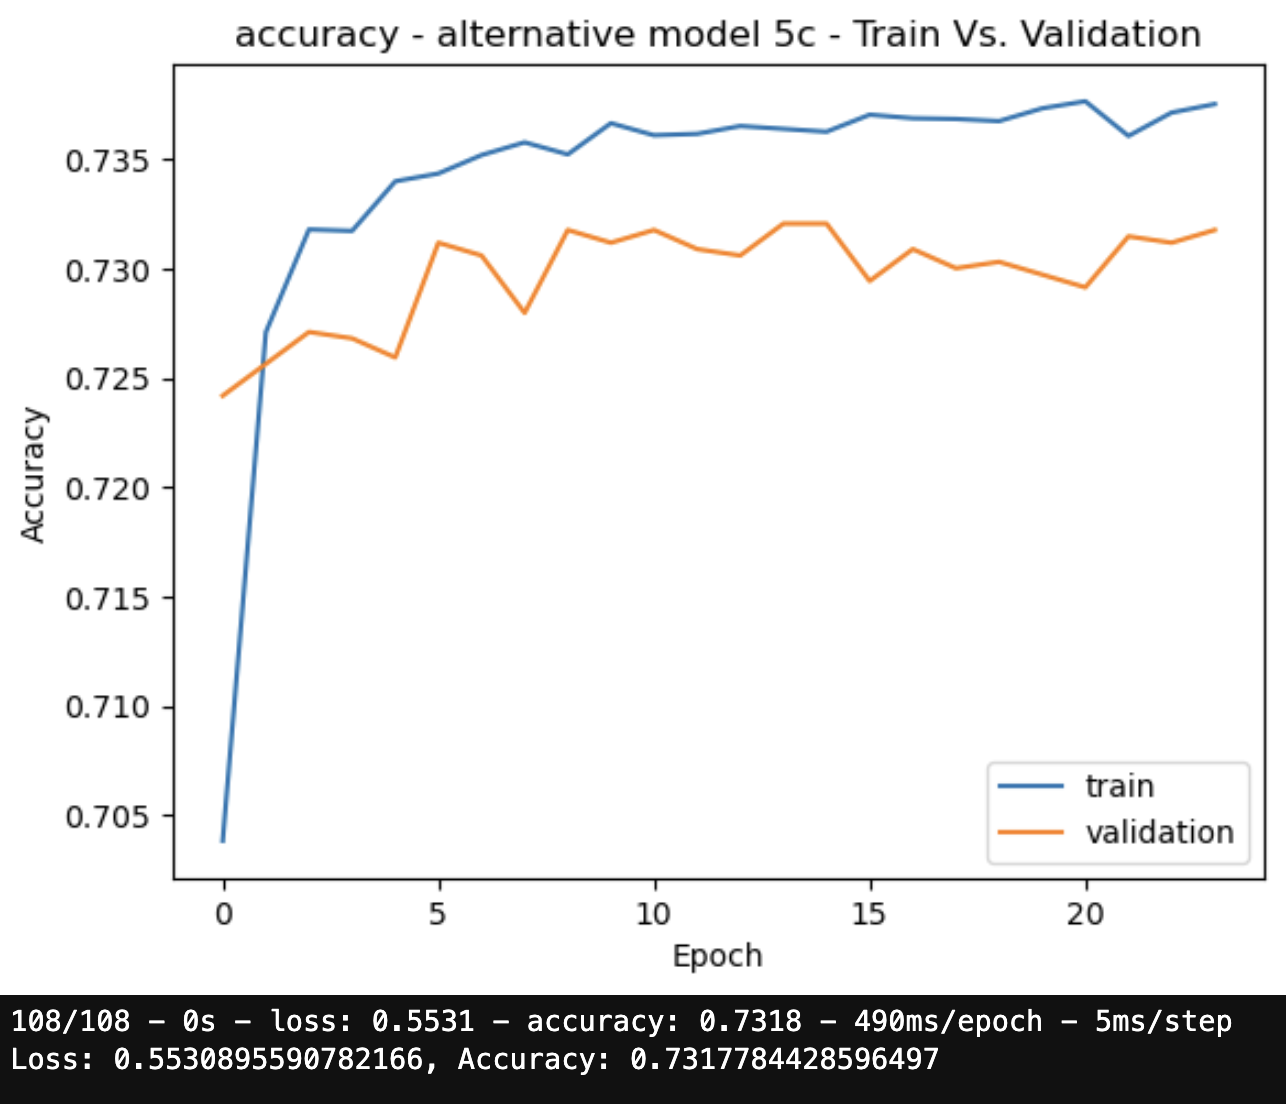 accuracy - alternative model 5c - Train Vs. Validation
0.735
0.730
0.725
0.720
0.715
0.710
0.705
Accuracy
train
validation
0 5 10 15 20
Epoch
108/108 - 0s - loss: 0.5531 - accuracy: 0.7318 - 490ms/epoch - 5ms/step
Loss: 0.5530895590782166, Accuracy: 0.7317784428596497